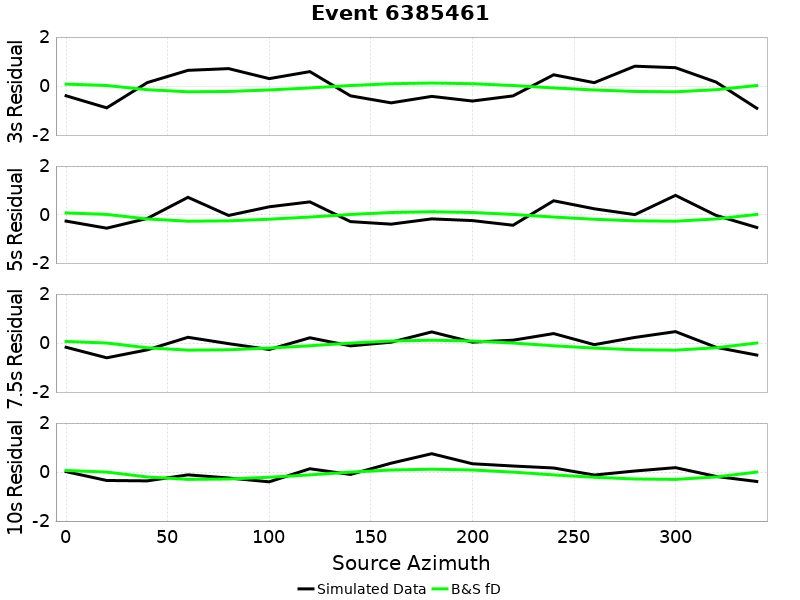 Event 6385461
3s Residual
2
0
-2
5s Residual
2
0
-2
7.5s Residual
2
0
-2
10s Residual
2
0
-2
0 50 100 150 200 250 300
Source Azimuth
Simulated Data B&S fD